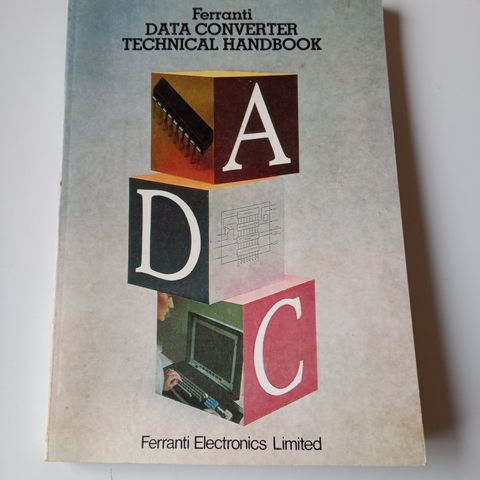 Ferranti
DATA CONVERTER
TECHNICAL HANDBOOK
A
D
C
Ferranti Electronics Limited